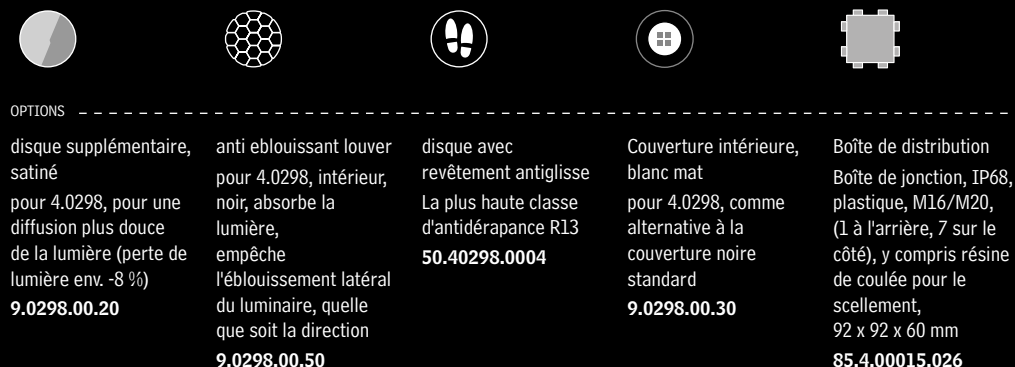 OPTIONS
disque supplémentaire,
satiné
pour 4.0298, pour une
diffusion plus douce
de la lumière (perte de
lumière env. -8 %)
9.0298.00.20
anti eblouissant louver
pour 4.0298, intérieur,
noir, absorbe la
lumière,
empêche
l'éblouissement latéral
du luminaire, quelle
que soit la direction
9.0298.00.50
disque avec
revêtement antiglisse
La plus haute classe
d'antidérapance R13
50.40298.0004
Couverture intérieure,
blanc mat
pour 4.0298, comme
alternative à la
couverture noire
standard
9.0298.00.30
Boîte de distribution
Boîte de jonction, IP68,
plastique, M16/M20,
(1 à l'arrière, 7 sur le
côté), y compris résine
de coulée pour le
scellement,
92 x 92 x 60 mm
85.4.00015.026